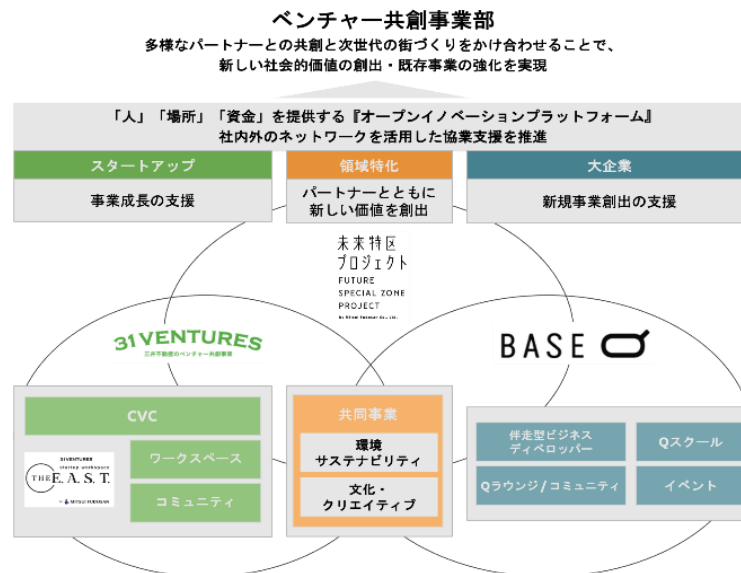 ベンチャー共創事業部
多様なパートナーとの共創と次世代の街づくりをかけ合わせることで、
新しい社会的価値の創出・既存事業の強化を実現
「人」「場所」「資金」を提供する『オープンイノベーションプラットフォーム』
社内外のネットワークを活用した協業支援を推進
スタートアップ
事業成長の支援
領域特化
パートナーとともに
新しい価値を創出
大企業
新規事業創出の支援
未来特区
プロジェクト
FUTURE
SPECIAL ZONE
PROJECT
by Mitsui Fudosan Co., Ltd.
31VENTURES
三井不動産のベンチャー共創事業
BASE Q
CVC
31VENTURES
startup workspace
THE E.A.S.T.
by MITSUI FUDOSAN
ワークスペース
コミュニティ
共同事業
環境
サステナビリティ
文化・
クリエイティブ
伴走型ビジネス
ディベロッパー
Qスクール
Qラウンジ/コミュニティ
イベント